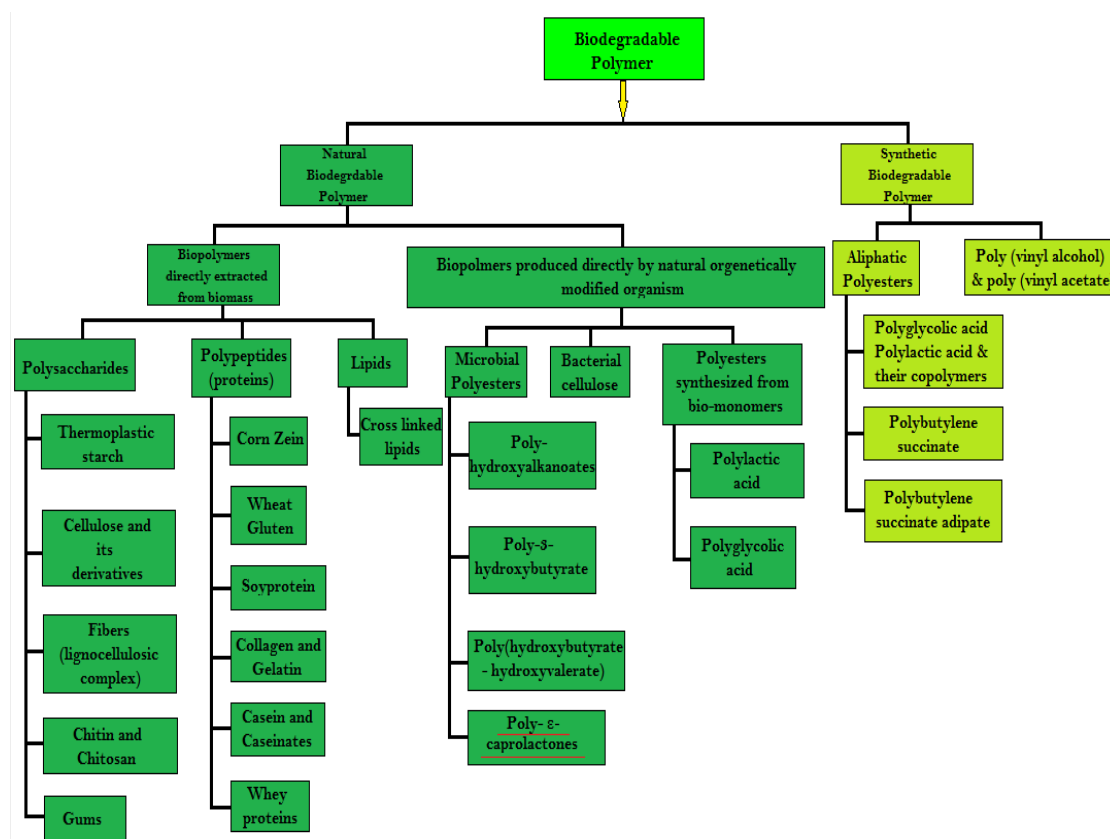 Biodegradable
Polymer
Natural
Biodegrdable
Polymer
Synthetic
Biodegradable
Polymer
Biopolymers
directly extracted
from biomass
Biopolmers produced directly by natural orgenetically
modified organism
Aliphatic
Polyesters
Poly (vinyl alcohol)
& poly (vinyl acetate
Polysaccharides
Polypeptides
(proteins)
Lipids
Microbial
Polyesters
Bacterial
cellulose
Polyesters
synthesized from
bio-monomers
Polyglycolic acid
Polylactic acid &
their copolymers
Polybutylene
succinate
Polybutylene
succinate adipate
Thermoplastic
starch
Cellulose and
its
derivatives
Fibers
(lignocellulosic
complex)
Chitin and
Chitosan
Gums
Corn Zein
Wheat
Gluten
Soyprotein
Collagen and
Gelatin
Casein and
Caseinates
Whey
proteins
Cross linked
lipids
Poly-
hydroxyalkanoates
Poly-3-
hydroxybutyrate
Poly(hydroxybutyrate
- hydroxyvalerate)
Poly- ε-
caprolactones
Polylactic
acid
Polyglycolic
acid